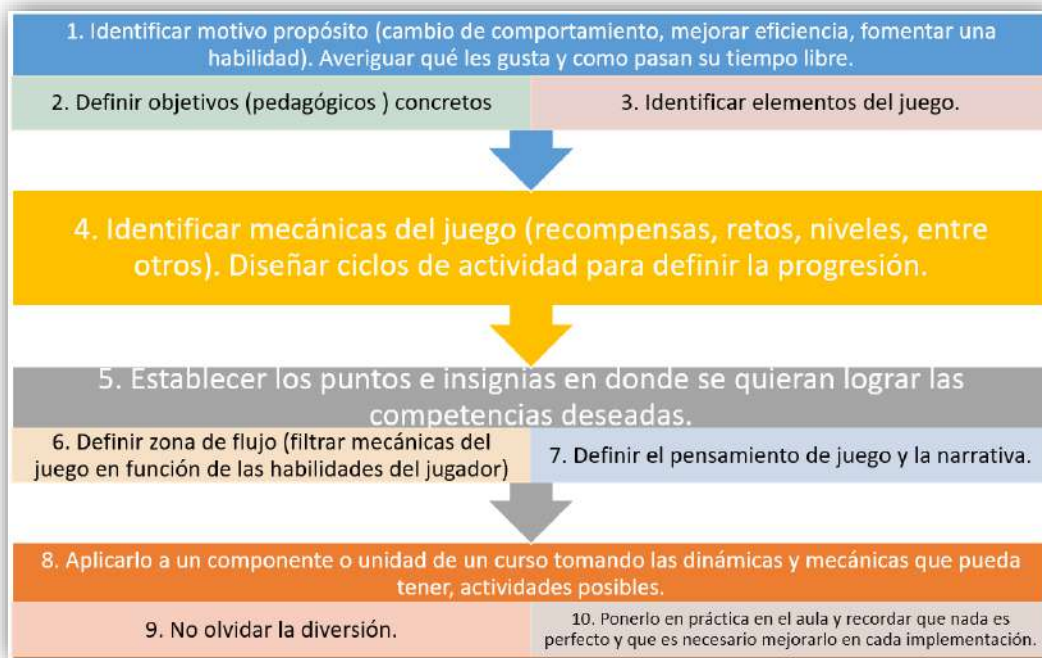 1. Identificar motivo propósito (cambio de comportamiento, mejorar eficiencia, fomentar una
habilidad). Averiguar qué les gusta y como pasan su tiempo libre.
2. Definir objetivos (pedagógicos ) concretos
3. Identificar elementos del juego.
4. Identificar mecánicas del juego (recompensas, retos, niveles, entre
otros). Diseñar ciclos de actividad para definir la progresión.
5. Establecer los puntos e insignias en donde se quieran lograr las
competencias deseadas.
6. Definir zona de flujo (filtrar mecánicas del
juego en función de las habilidades del jugador)
7. Definir el pensamiento de juego y la narrativa.
8. Aplicarlo a un componente o unidad de un curso tomando las dinámicas y mecánicas que pueda
tener, actividades posibles.
9. No olvidar la diversión.
10. Ponerlo en práctica en el aula y recordar que nada es
perfecto y que es necesario mejorarlo en cada implementación.